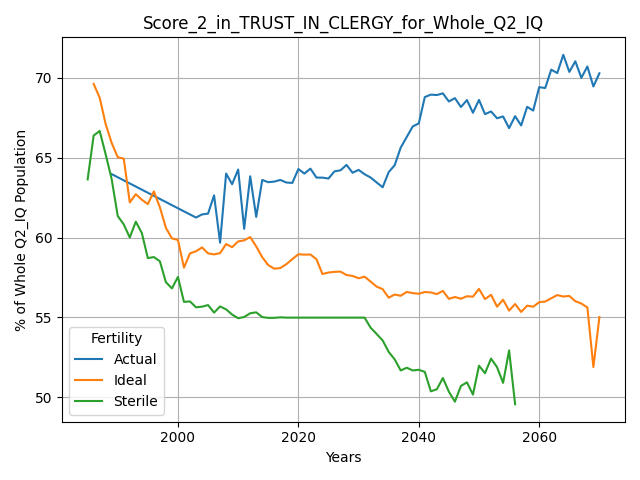 Score_2_in_TRUST_IN_CLERGY_for_Whole_Q2_IQ
% of Whole Q2_IQ Population
70
65
60
55
50
Fertility
Actual
Ideal
Sterile
2000 2020 2040 2060
Years